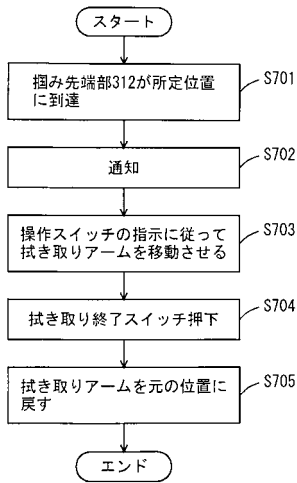 スタート
掴み先端部312が所定位置
に到達
S701
通知
S702
操作スイッチの指示に従って
拭き取りアームを移動させる
S703
拭き取り終了スイッチ押下
S704
拭き取りアームを元の位置に
戻す
S705
エンド